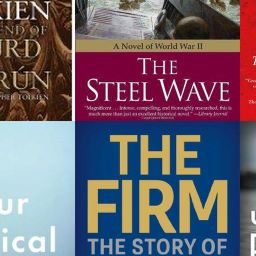 KIEN
END OF
URD
RÚN
PHER TOLKIEN
A Novel of World War II
THE
STEEL WAVE
"Magnificent . . . Intense, compelling, and thoroughly researched, this is
much more than just an excellent historical novel." —Library Journal
T
ur
ical
THE
FIRM
THE STORY OF
u